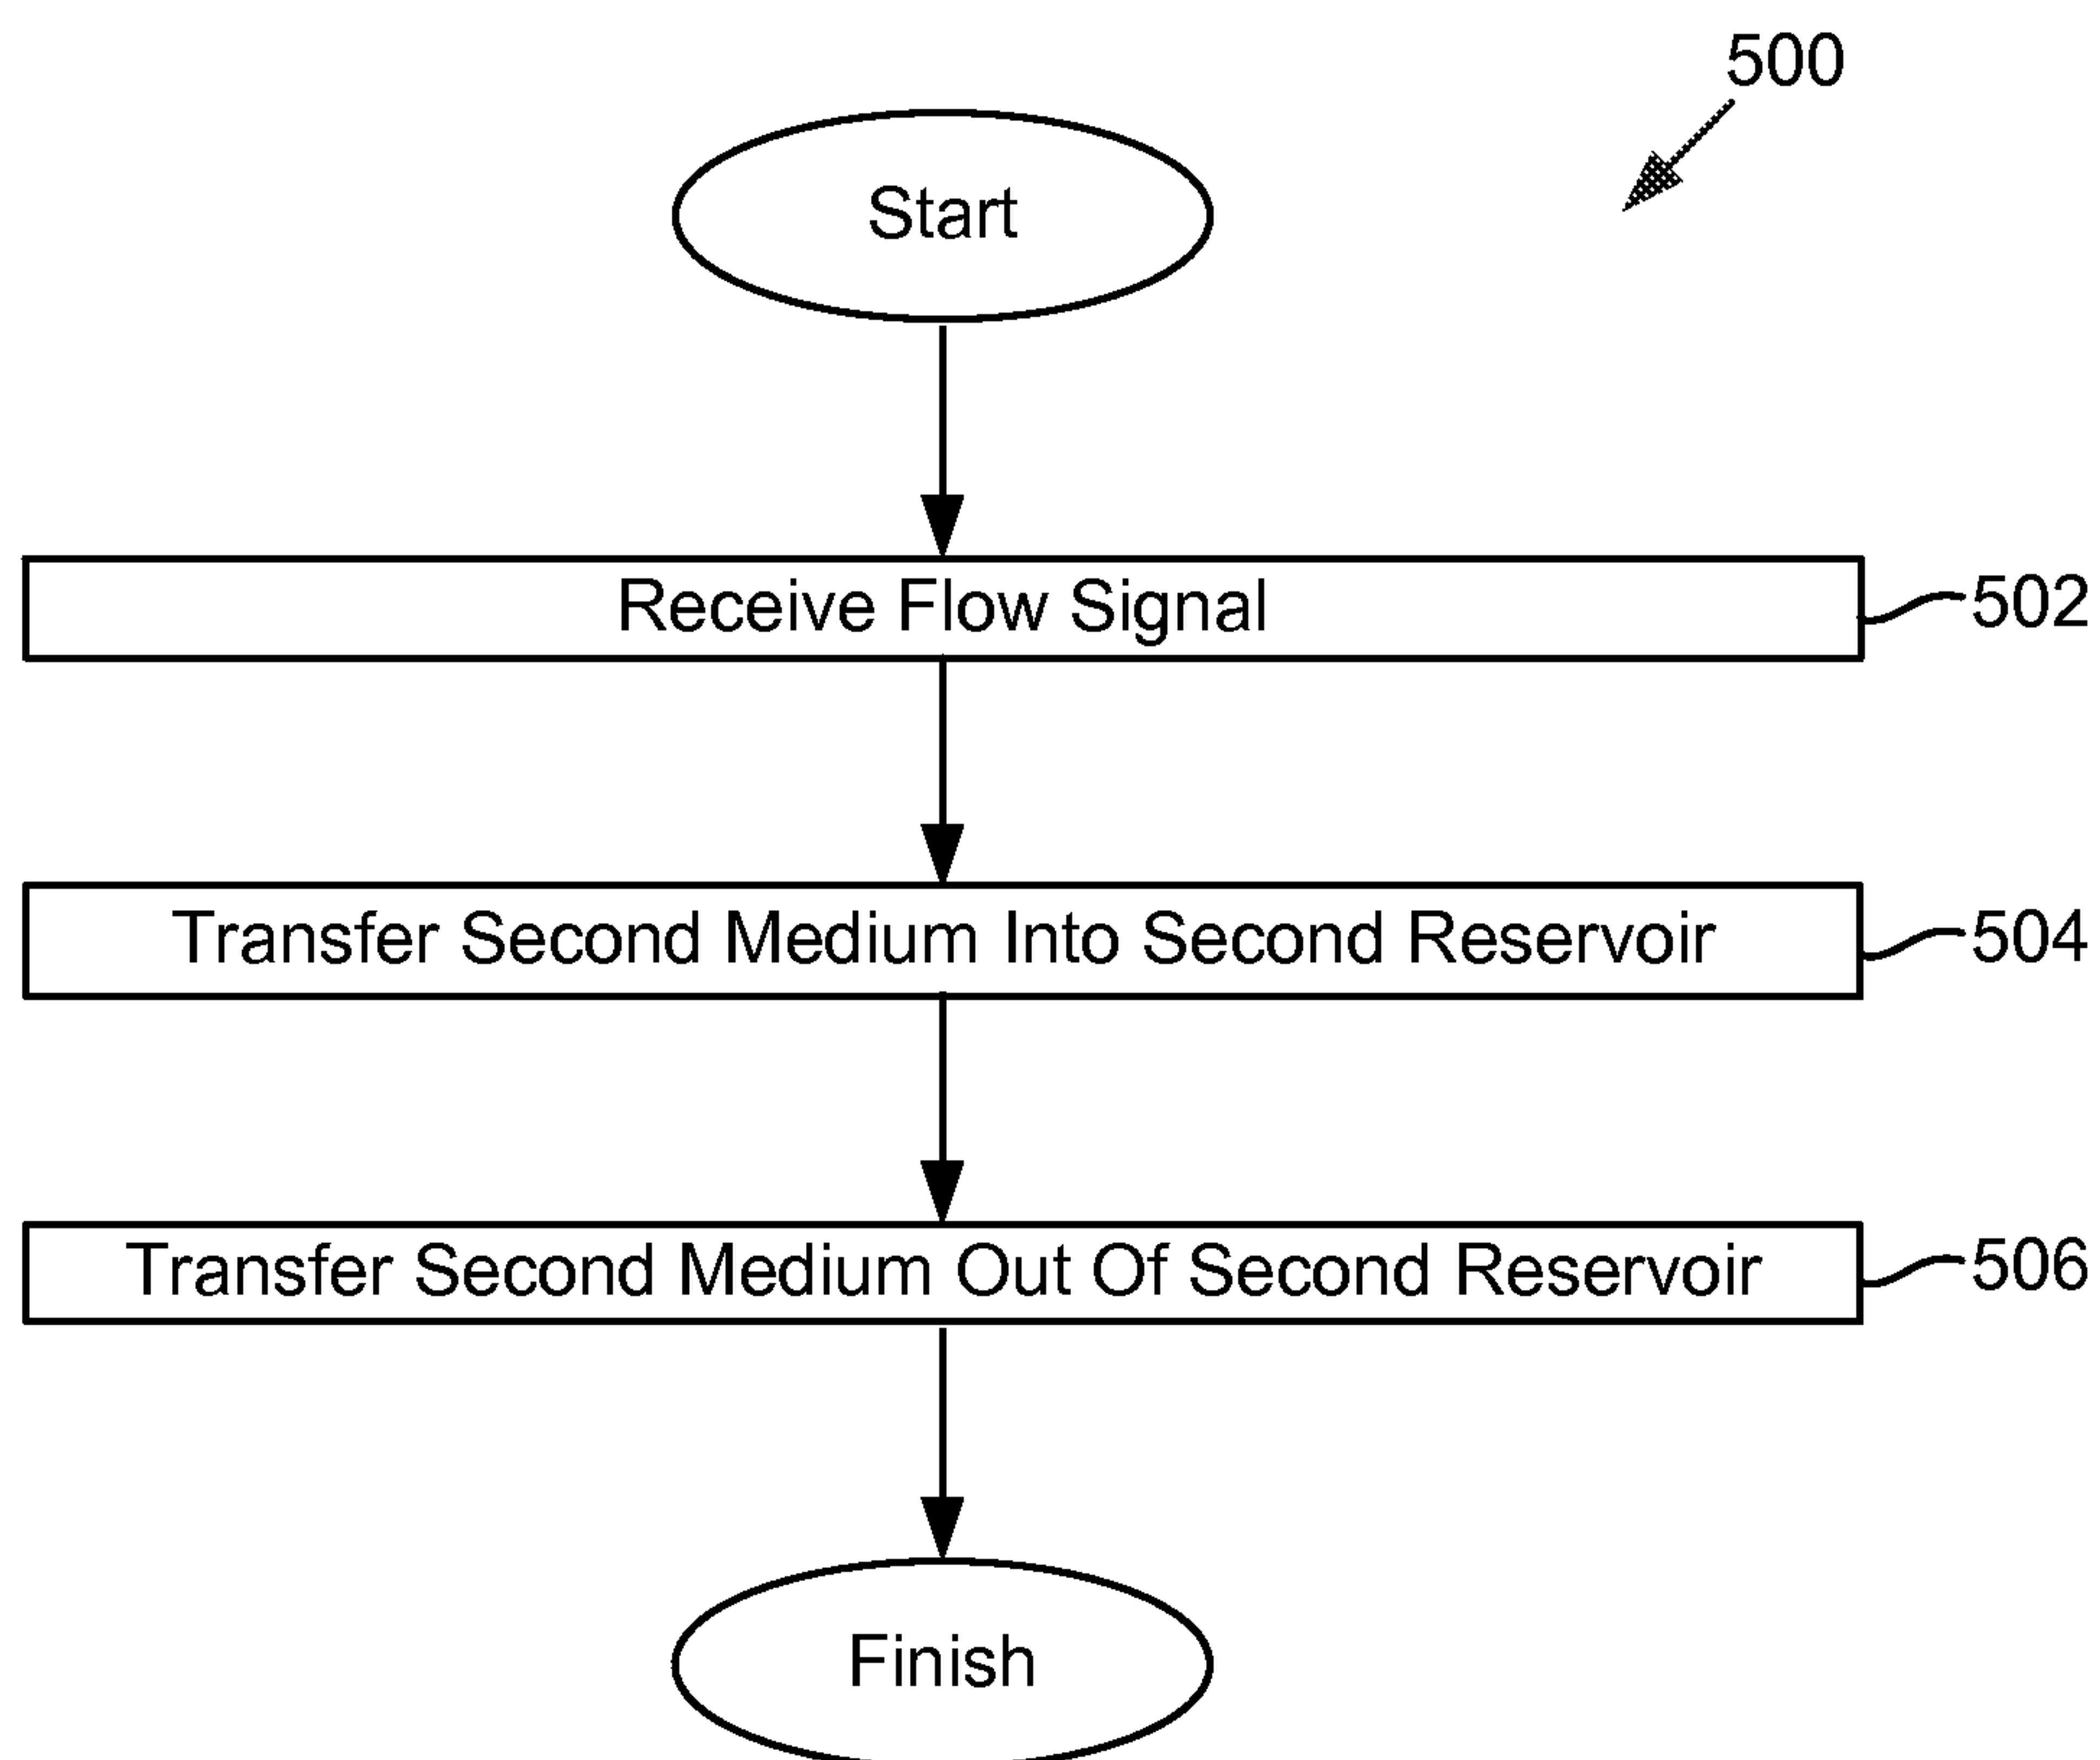 500
Start
Receive Flow Signal
502
Transfer Second Medium Into Second Reservoir
504
Transfer Second Medium Out Of Second Reservoir
506
Finish